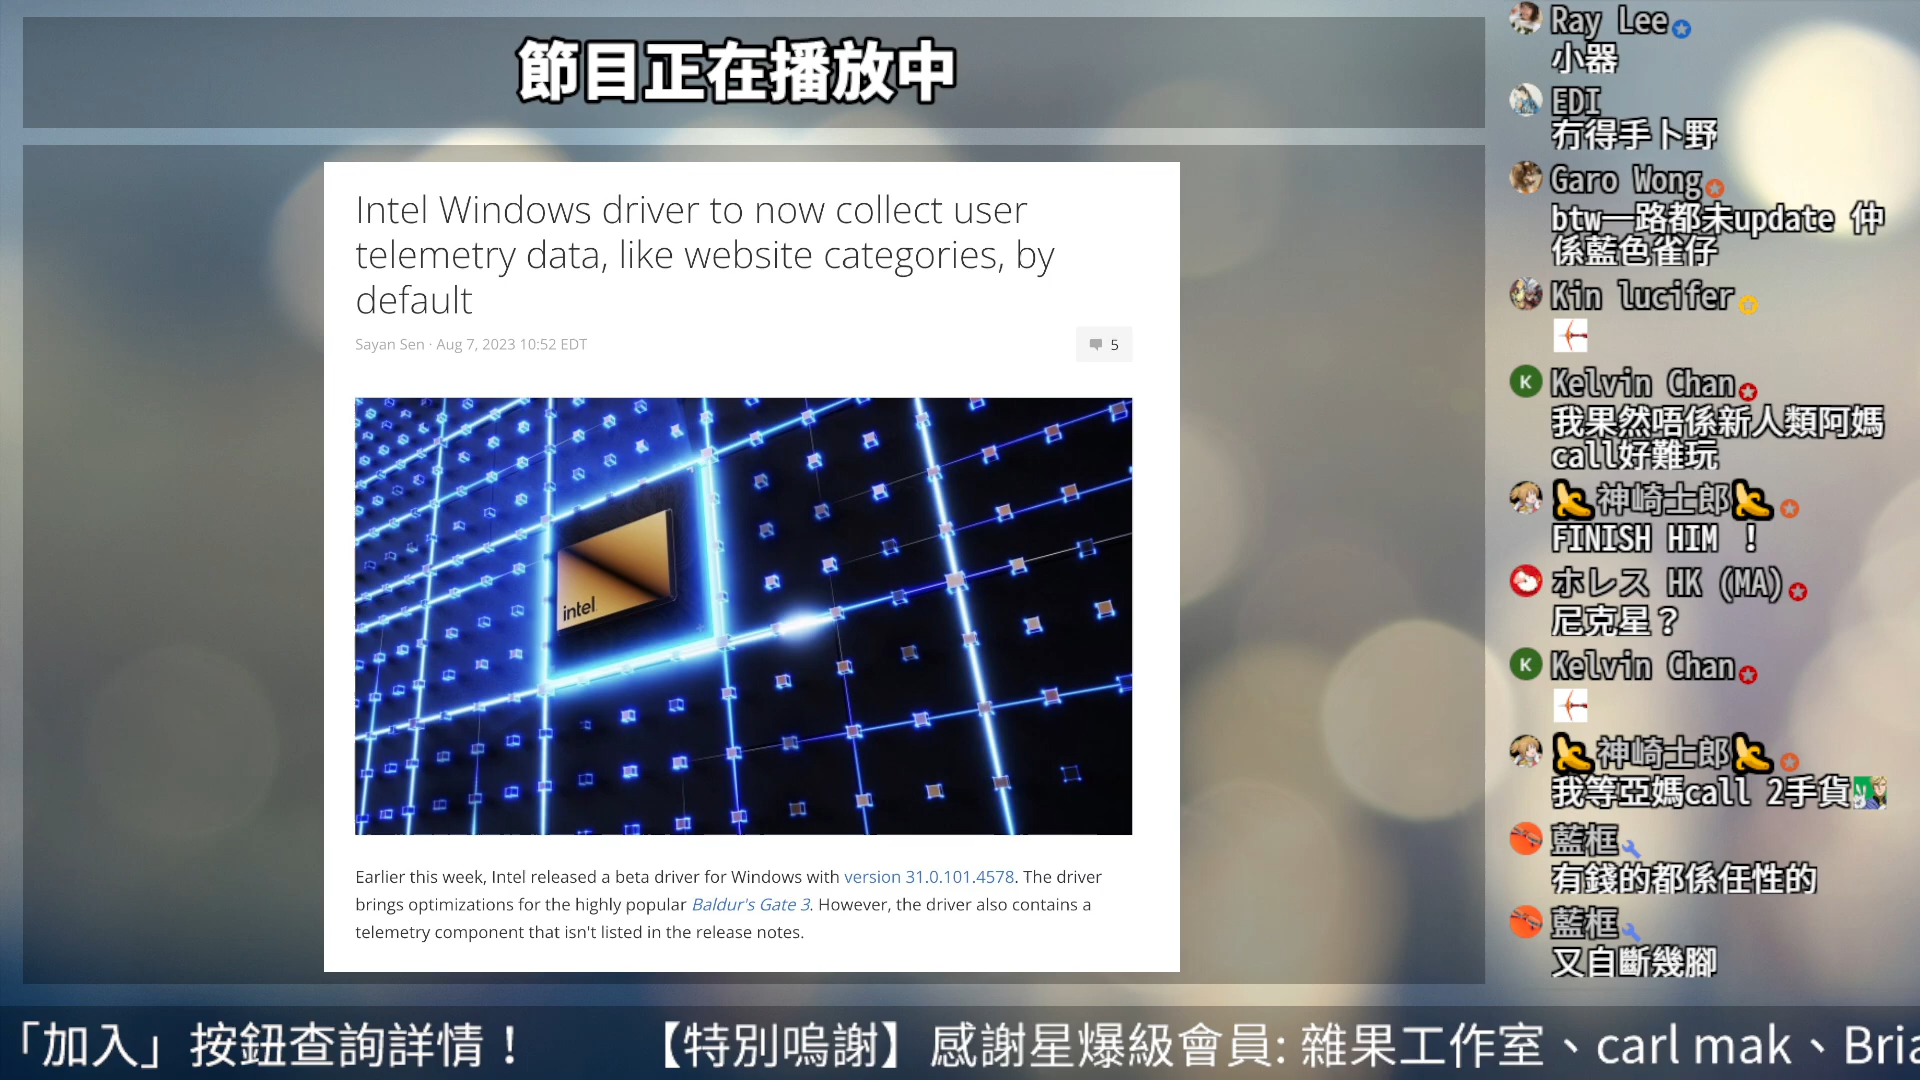 節目正在播放中
Intel Windows driver to now collect user
telemetry data, like website categories, by
default
Sayan Sen · Aug 7, 2023 10:52 EDT
5
intel
Earlier this week, Intel released a beta driver for Windows with version 31.0.101.4578. The driver
brings optimizations for the highly popular Baldur's Gate 3. However, the driver also contains a
telemetry component that isn't listed in the release notes.
Ray Lee
小器
EDI
冇得手卜野
Garo Wong
btw一路都未update 仲
係藍色雀仔
Kin lucifer
K Kelvin Chan
我果然唔係新人類阿媽
call好難玩
神崎士郎
FINISH HIM ！
ホレス HK (MA)
尼克星？
K Kelvin Chan
神崎士郎
我等亞媽call 2手貨
藍框
有錢的都係任性的
藍框
又自斷幾腳
「加入」按鈕查詢詳情！ 【特別鳴謝】感謝星爆級會員: 雜果工作室、carl mak、Bria